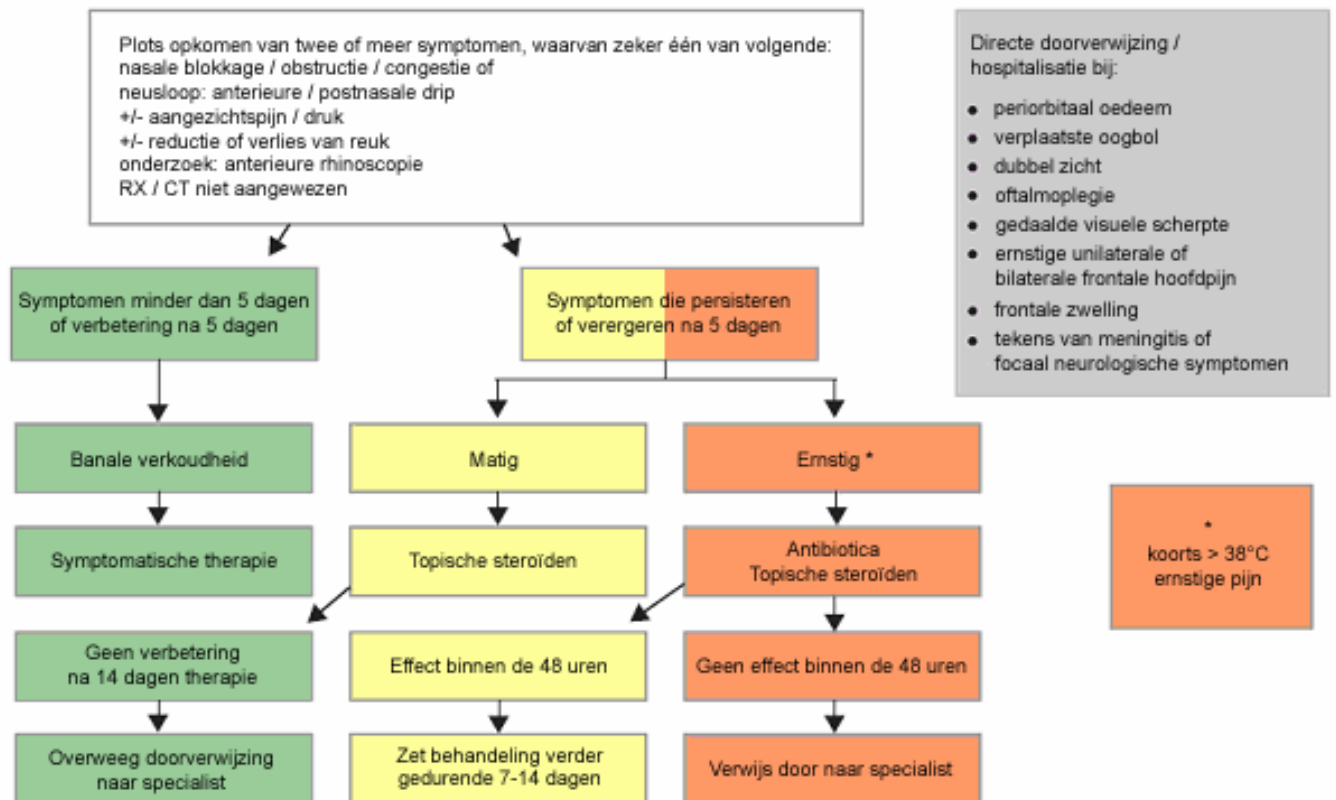 Plots opkomen van twee of meer symptomen, waarvan zeker één van volgende:
nasale blokkage / obstructie / congestie of
neusloop: anterieure / postnasale drip
+/- aangezichtspijn / druk
+/- reductie of verlies van reuk
onderzoek: anterieure rhinoscopie
RX / CT niet aangewezen
Directe doorverwijzing /
hospitalisatie bij:
● periorbitaal oedeem
● verplaatste oogbol
● dubbel zicht
● oftalmoplegie
● gedaalde visuele scherpte
● ernstige unilaterale of
bilaterale frontale hoofdpijn
● frontale zwelling
● tekens van meningitis of
focaal neurologische symptomen
Symptomen minder dan 5 dagen
of verbetering na 5 dagen
Symptomen die persisteren
of verergeren na 5 dagen
Banale verkoudheid
Matig
Ernstig *
Symptomatische therapie
Topische steroïden
Antibiotica
Topische steroïden
*
koorts > 38°C
ernstige pijn
Geen verbetering
na 14 dagen therapie
Effect binnen de 48 uren
Geen effect binnen de 48 uren
Overweeg doorverwijzing
naar specialist
Zet behandeling verder
gedurende 7-14 dagen
Verwijs door naar specialist